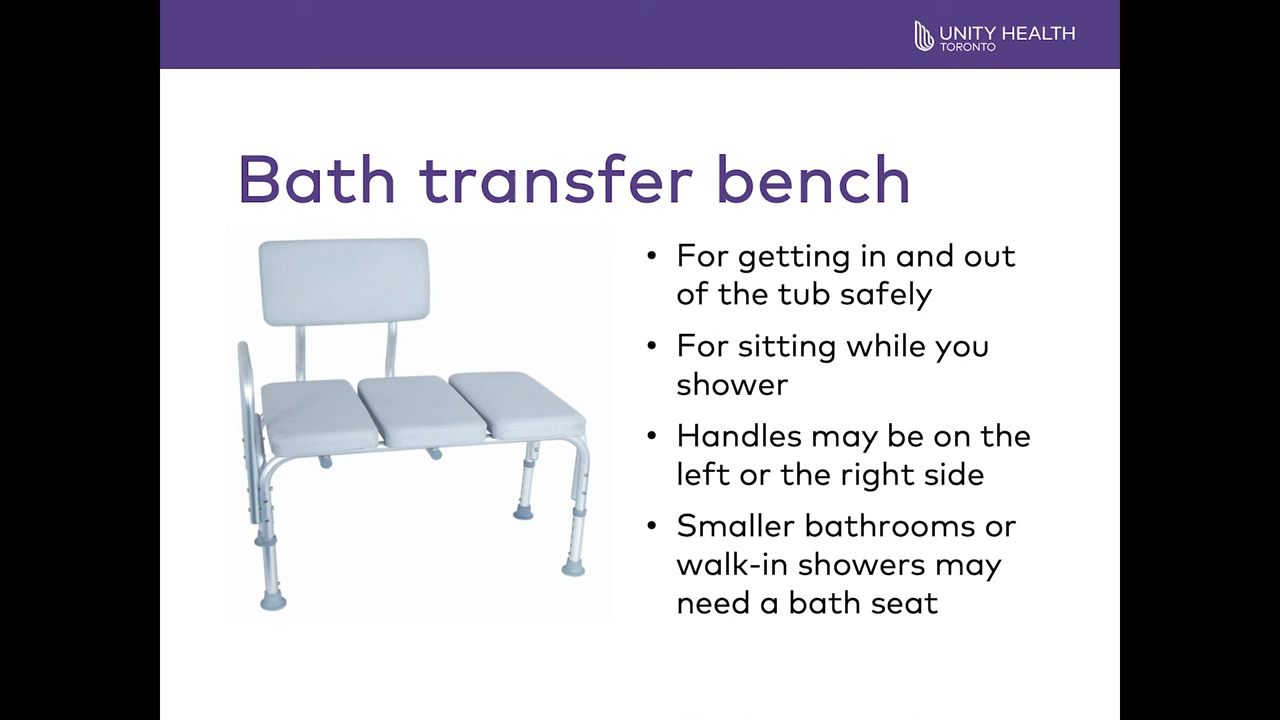 UNITY HEALTH
TORONTO
Bath transfer bench
• For getting in and out
of the tub safely
• For sitting while you
shower
• Handles may be on the
left or the right side
• Smaller bathrooms or
walk-in showers may
need a bath seat